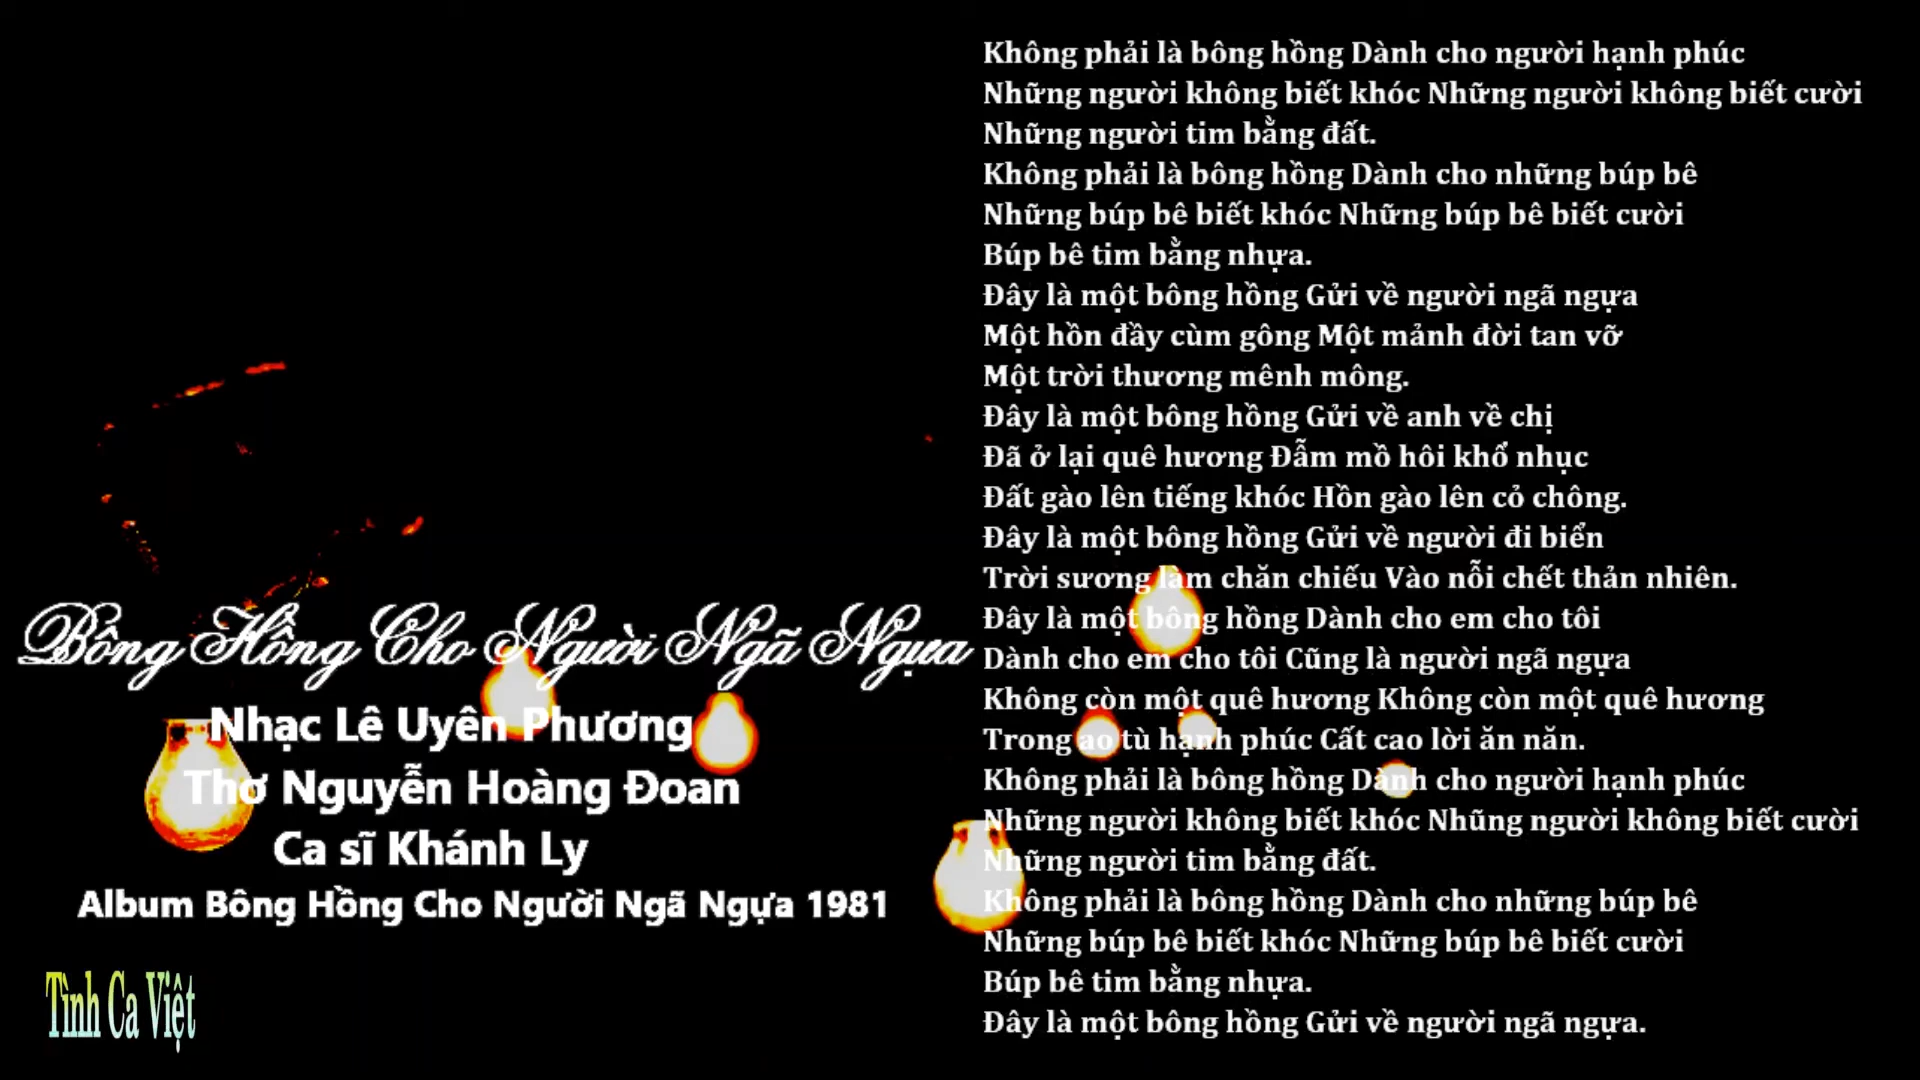 Bông Hồng Cho Người Ngã Ngựa
Nhạc Lê Uyên Phương
Thơ Nguyễn Hoàng Đoan
Ca sĩ Khánh Ly
Album Bông Hồng Cho Người Ngã Ngựa 1981
Tình Ca Việt
Không phải là bông hồng Dành cho người hạnh phúc
Những người không biết khóc Những người không biết cười
Những người tim bằng đất.
Không phải là bông hồng Dành cho những búp bê
Những búp bê biết khóc Những búp bê biết cười
Búp bê tim bằng nhựa.
Đây là một bông hồng Gửi về người ngã ngựa
Một hồn đầy cùm gông Một mảnh đời tan vỡ
Một trời thương mênh mông.
Đây là một bông hồng Gửi về anh về chị
Đã ở lại quê hương Đẫm mồ hôi khổ nhục
Đất gào lên tiếng khóc Hồn gào lên cỏ chông.
Đây là một bông hồng Gửi về người đi biển
Trời sương làm chăn chiếu Vào nỗi chết thản nhiên.
Đây là một bông hồng Dành cho em cho tôi
Dành cho em cho tôi Cũng là người ngã ngựa
Không còn một quê hương Không còn một quê hương
Trong ao tù hạnh phúc Cất cao lời ăn năn.
Không phải là bông hồng Dành cho người hạnh phúc
Những người không biết khóc Nhũng người không biết cười
Những người tim bằng đất.
Không phải là bông hồng Dành cho những búp bê
Những búp bê biết khóc Những búp bê biết cười
Búp bê tim bằng nhựa.
Đây là một bông hồng Gửi về người ngã ngựa.